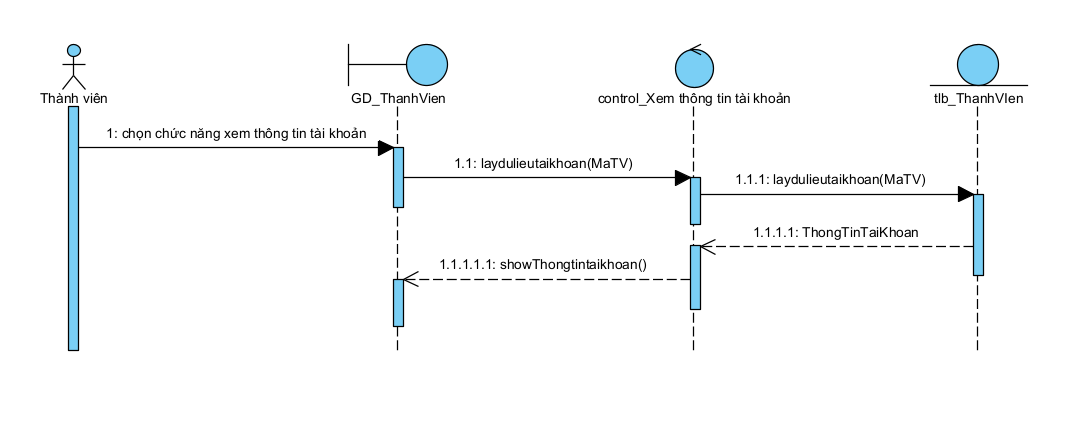 Thành viên
GD_ThanhVien
control_Xem thông tin tài khoản
tlb_ThanhVIen
1: chọn chức năng xem thông tin tài khoản
1.1: laydulieutaikhoan(MaTV)
1.1.1: laydulieutaikhoan(MaTV)
1.1.1.1: ThongTinTaiKhoan
1.1.1.1.1: showThongtintaikhoan()